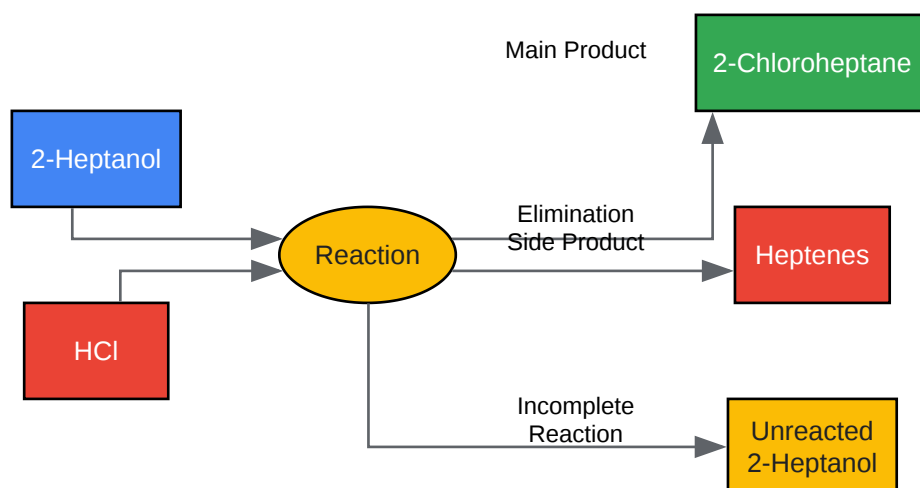 Main Product
2-Chloroheptane
2-Heptanol
Elimination
Side Product
Reaction
Heptenes
HCl
Incomplete
Reaction
Unreacted
2-Heptanol